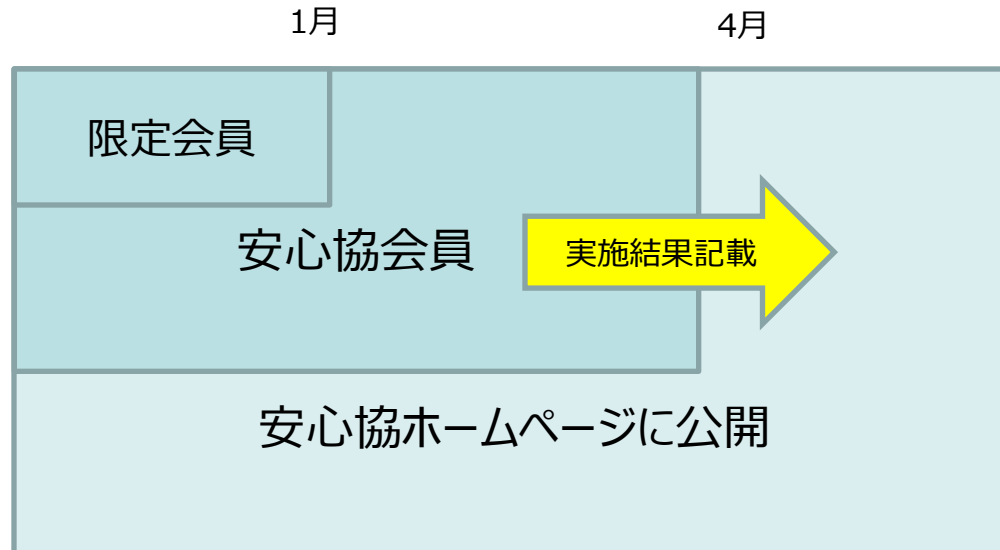 1月
4月
限定会員
安心協会員
実施結果記載
安心協ホームページに公開